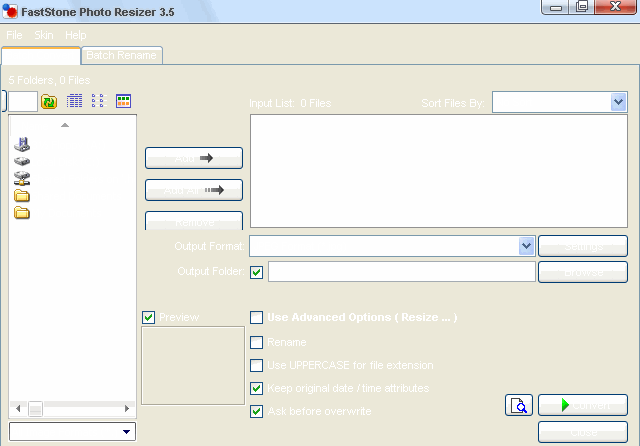 FastStone Photo Resizer 3.5
File Skin Help
Batch Rename
5 Folders, 0 Files
Input List: 0 Files
Sort Files By:
Add
Add All
Remove
Output Format:
Settings
Output Folder:
Browse
Preview
Use Advanced Options ( Resize ... )
Rename
Use UPPERCASE for file extension
Keep original date / time attributes
Ask before overwrite
Convert
Close